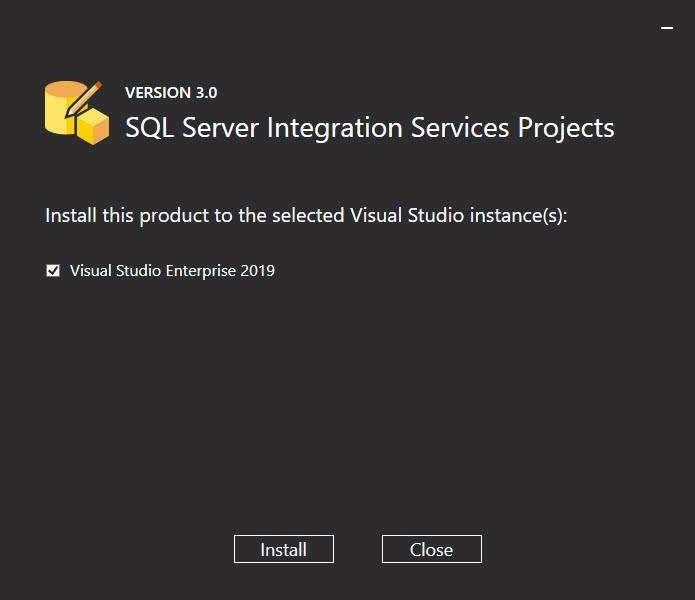 VERSION 3.0
SQL Server Integration Services Projects
Install this product to the selected Visual Studio instance(s):
Visual Studio Enterprise 2019
Install
Close